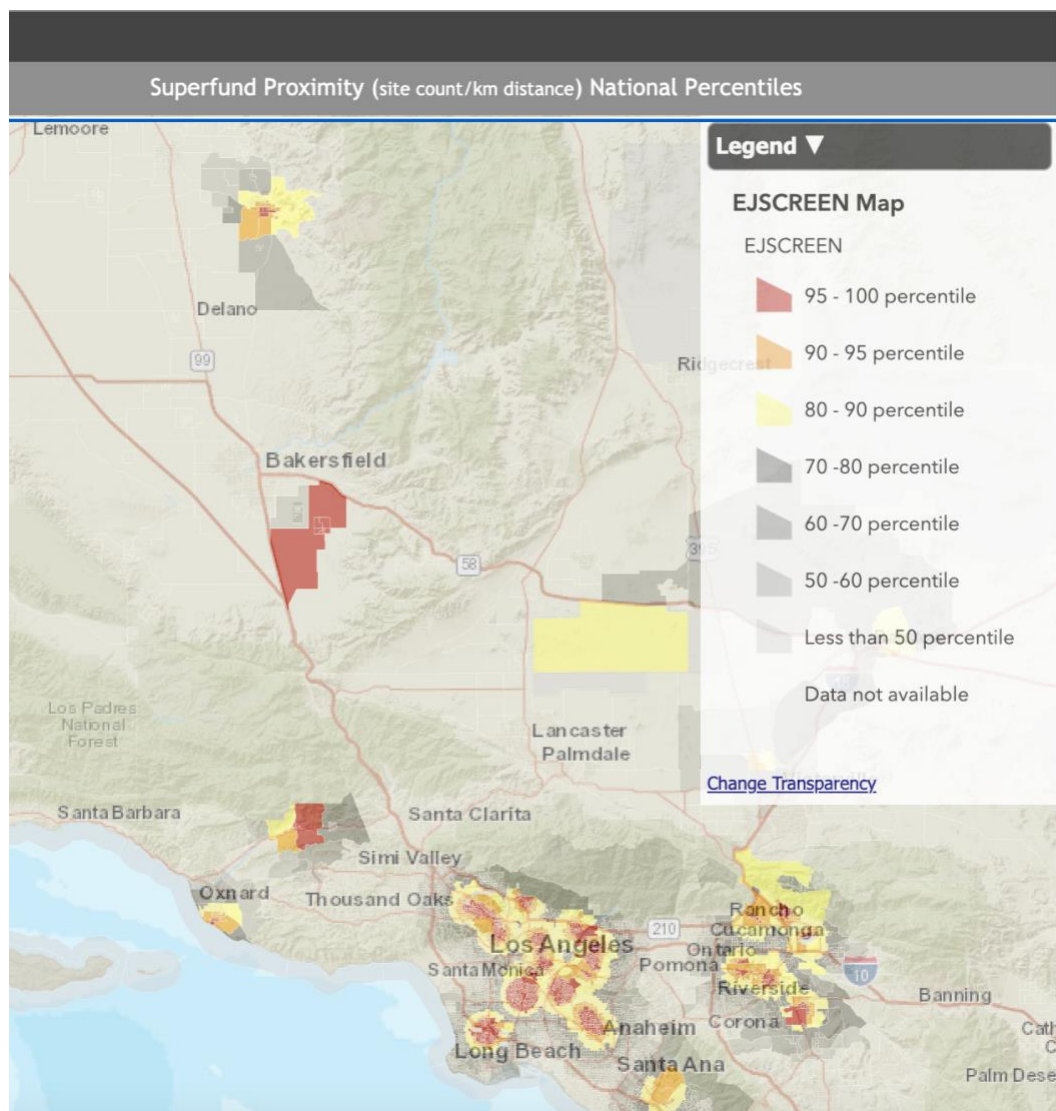 Superfund Proximity (site count/km distance) National Percentiles
Lemoore
Legend ▼
EJSCREEN Map
EJSCREEN
95 - 100 percentile
90 - 95 percentile
80 - 90 percentile
70 -80 percentile
60 -70 percentile
50 -60 percentile
Less than 50 percentile
Data not available
Change Transparency
Delano
99
Ridgecrest
Bakersfield
395
58
Los Padres
National
Forest
Lancaster
Palmdale
Santa Barbara
Santa Clarita
Simi Valley
Oxnard
Thousand Oaks
Rancho
Cucamonga
210
Los Angeles
Ontario
Santa Monica
Pomona
10
Riverside
Banning
Anaheim
Corona
Long Beach
Cath
C
Santa Ana
Palm Dese